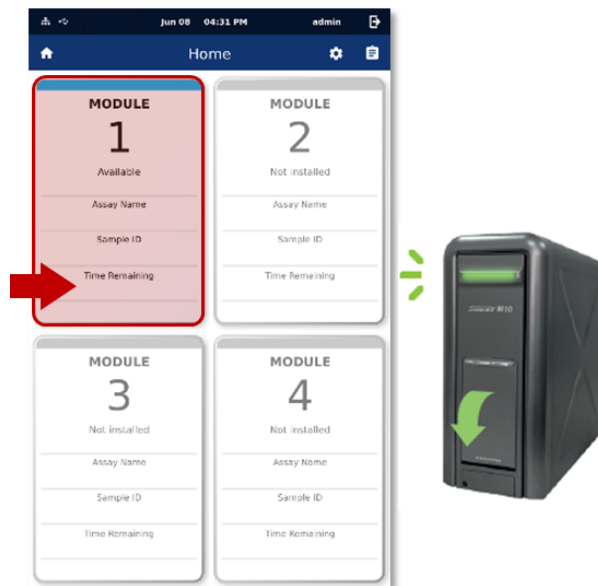 Jun 08 04:31 PM admin
Home
MODULE
1
Available
Assay Name
Sample ID
Time Remaining
MODULE
2
Not installed
Assay Name
Sample ID
Time Remaining
MODULE
3
Not installed
Assay Name
Sample ID
Time Remaining
MODULE
4
Not installed
Assay Name
Sample ID
Time Remaining